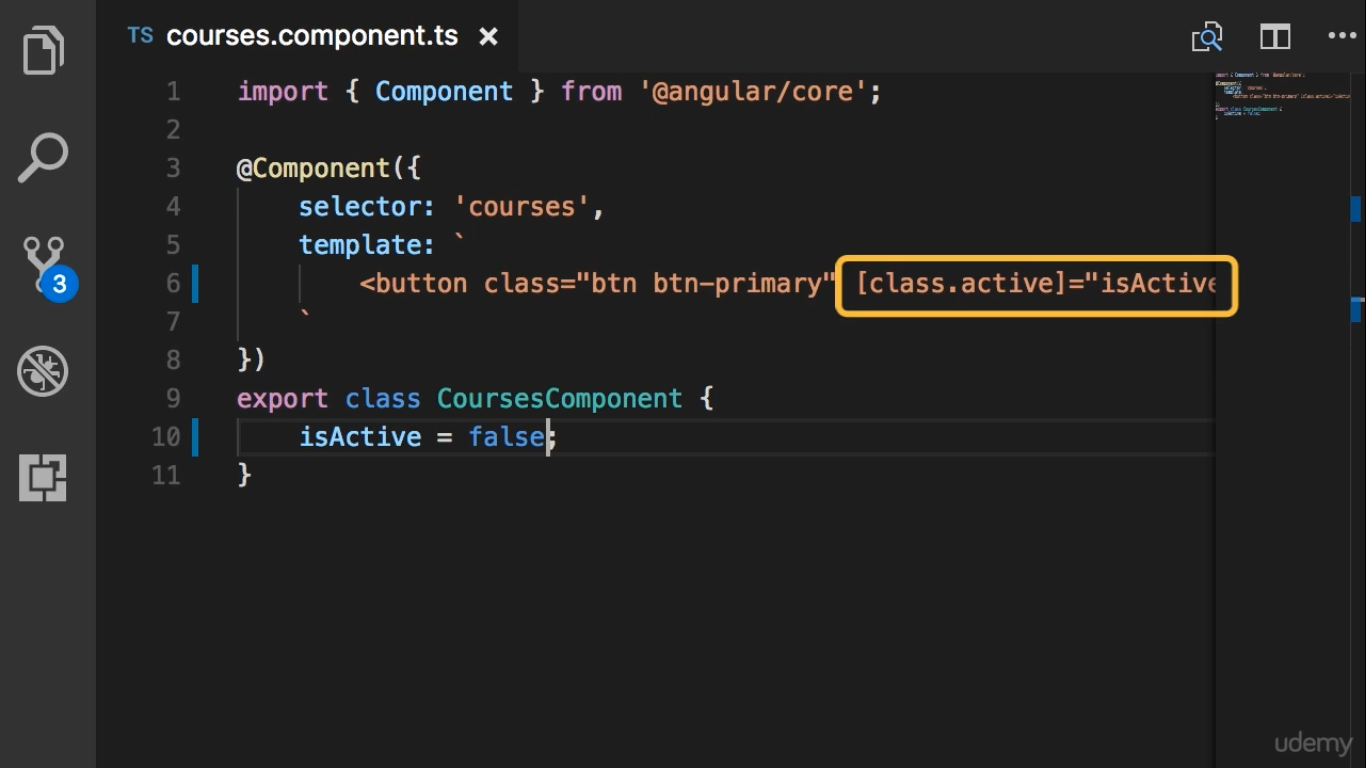 TS courses.component.ts
1 import { Component } from '@angular/core';
2
3 @Component({
4 selector: 'courses',
5 template: `
6 <button class="btn btn-primary" [class.active]="isActive
7 `
8 })
9 export class CoursesComponent {
10 isActive = false;
11 }
3
udemy